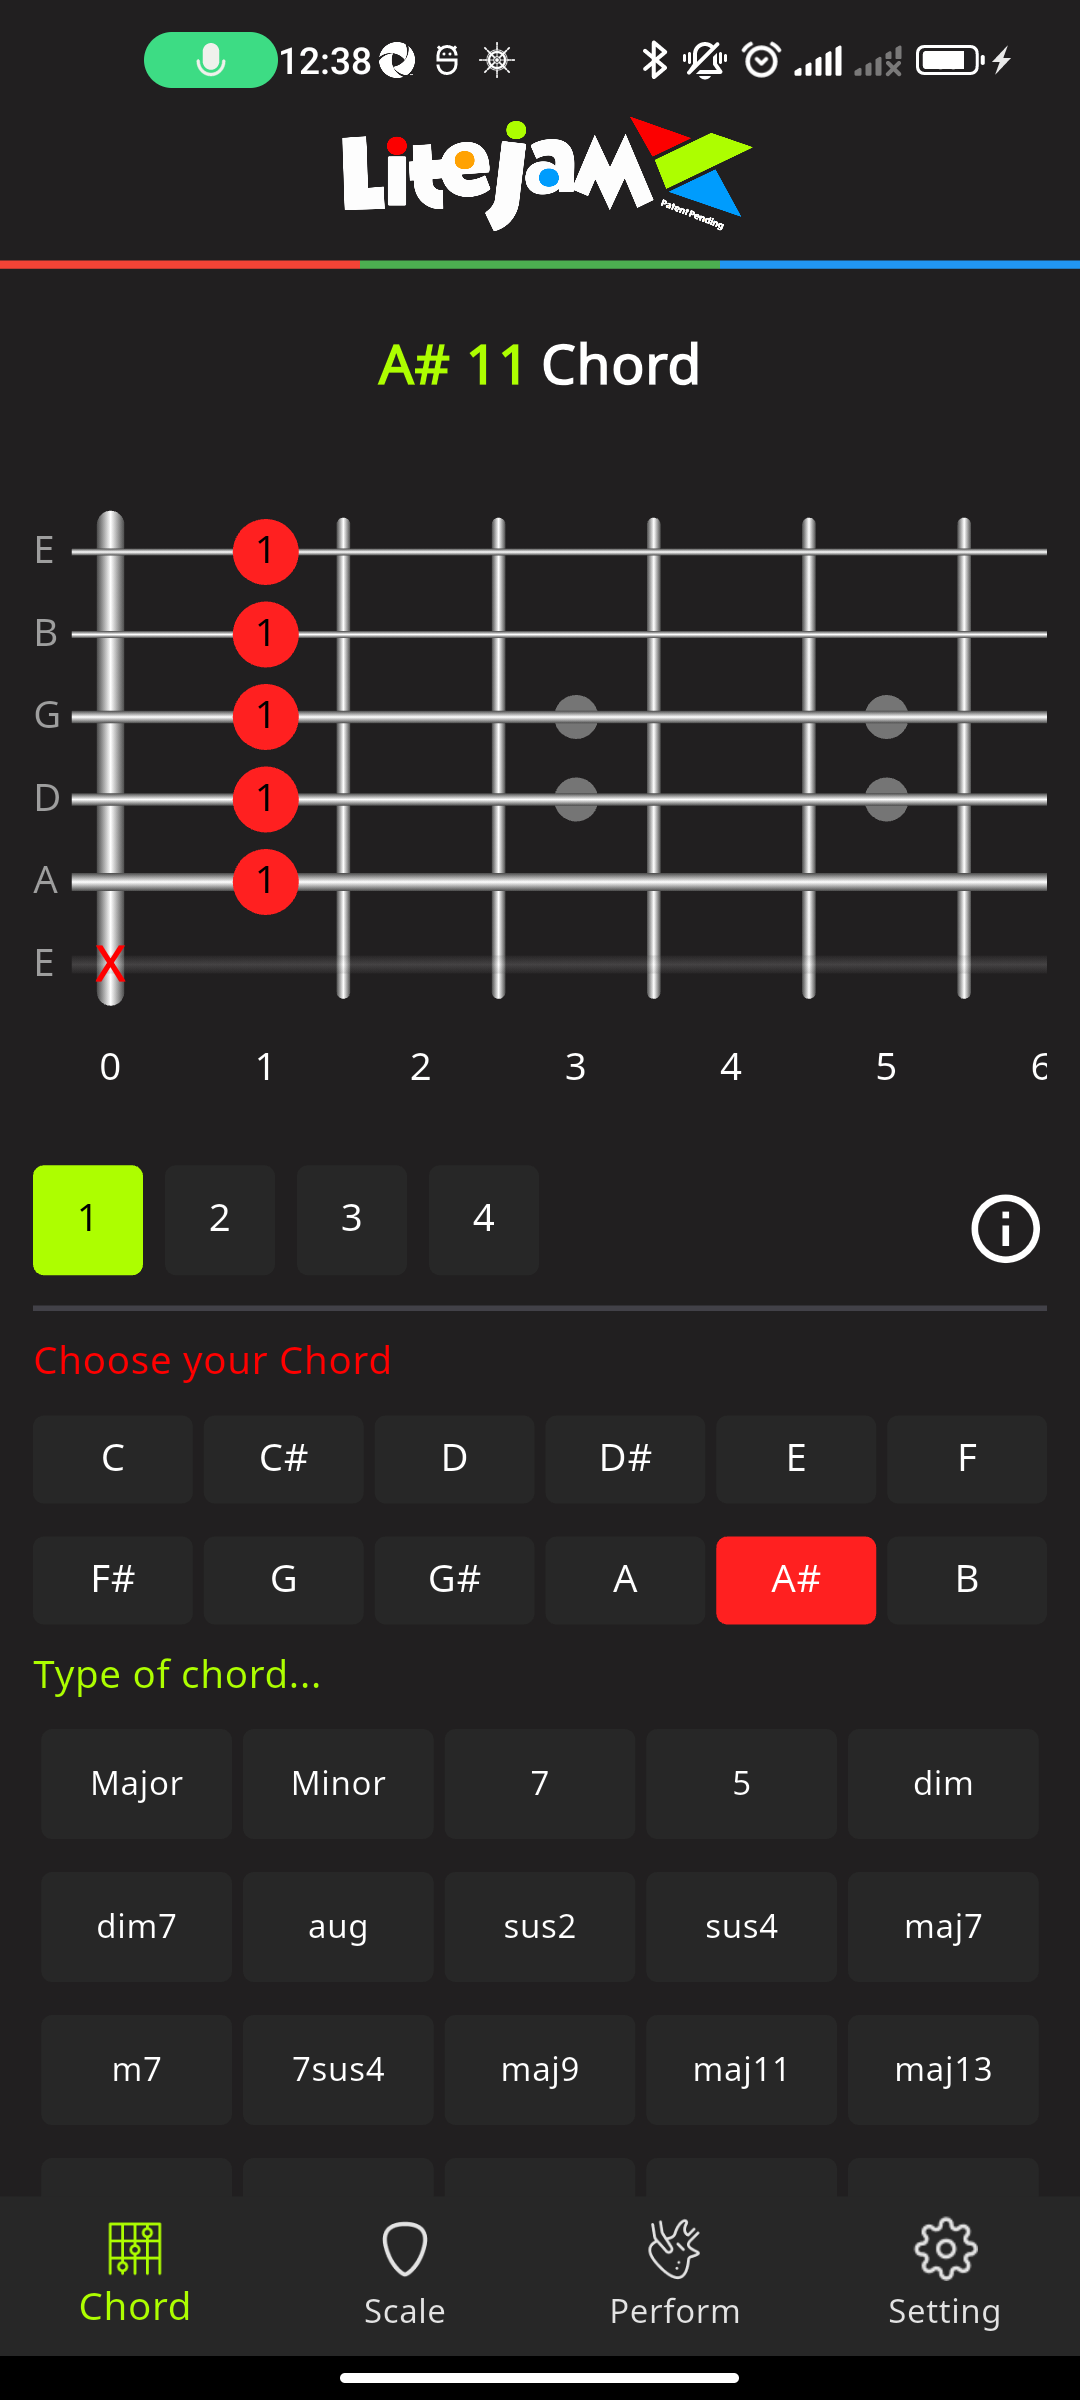 12:38
Litejam
Patent Pending
A# 11 Chord
E 1
B 1
G 1
D 1
A 1
E X
0 1 2 3 4 5 6
1 2 3 4
Choose your Chord
C C# D D# E F
F# G G# A A# B
Type of chord...
Major Minor 7 5 dim
dim7 aug sus2 sus4 maj7
m7 7sus4 maj9 maj11 maj13
Chord Scale Perform Setting